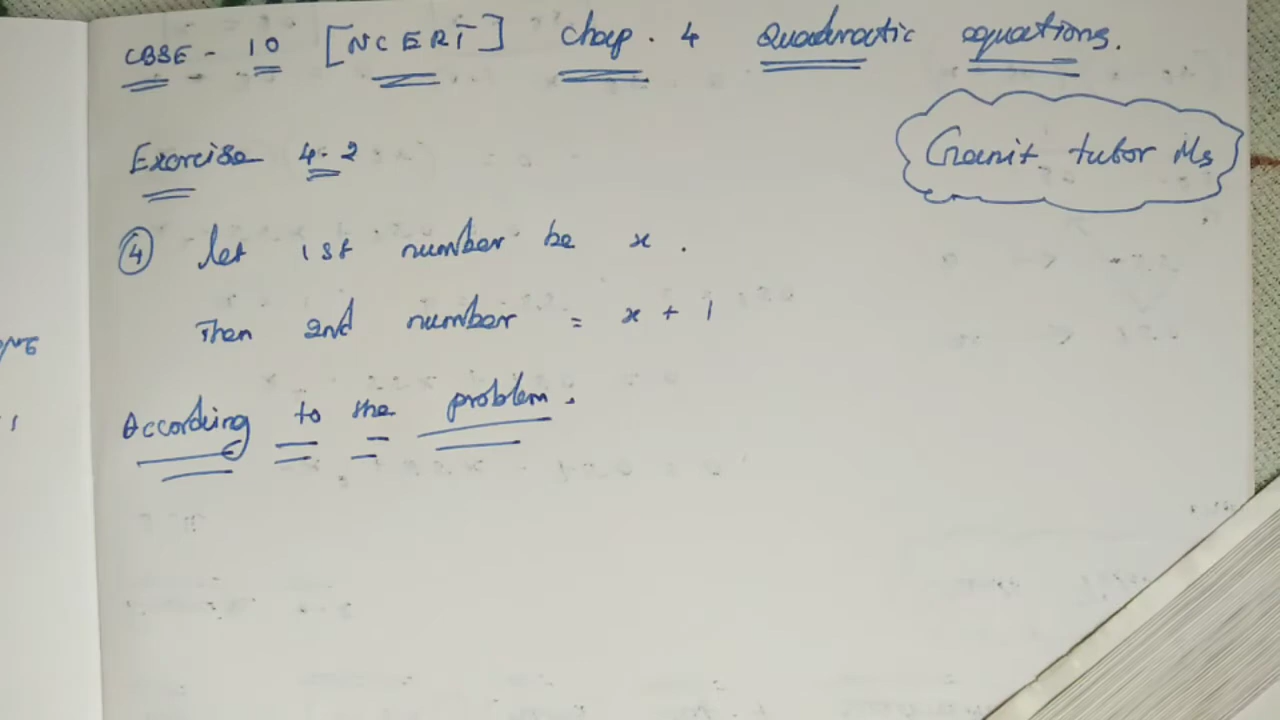 CBSE - 10 [NCERT] Chap. 4 Quadratic equations.
Ganit tutor Ms
Exercise 4.2
④ let 1st number be x.
Then 2nd number = x + 1
According to the problem.